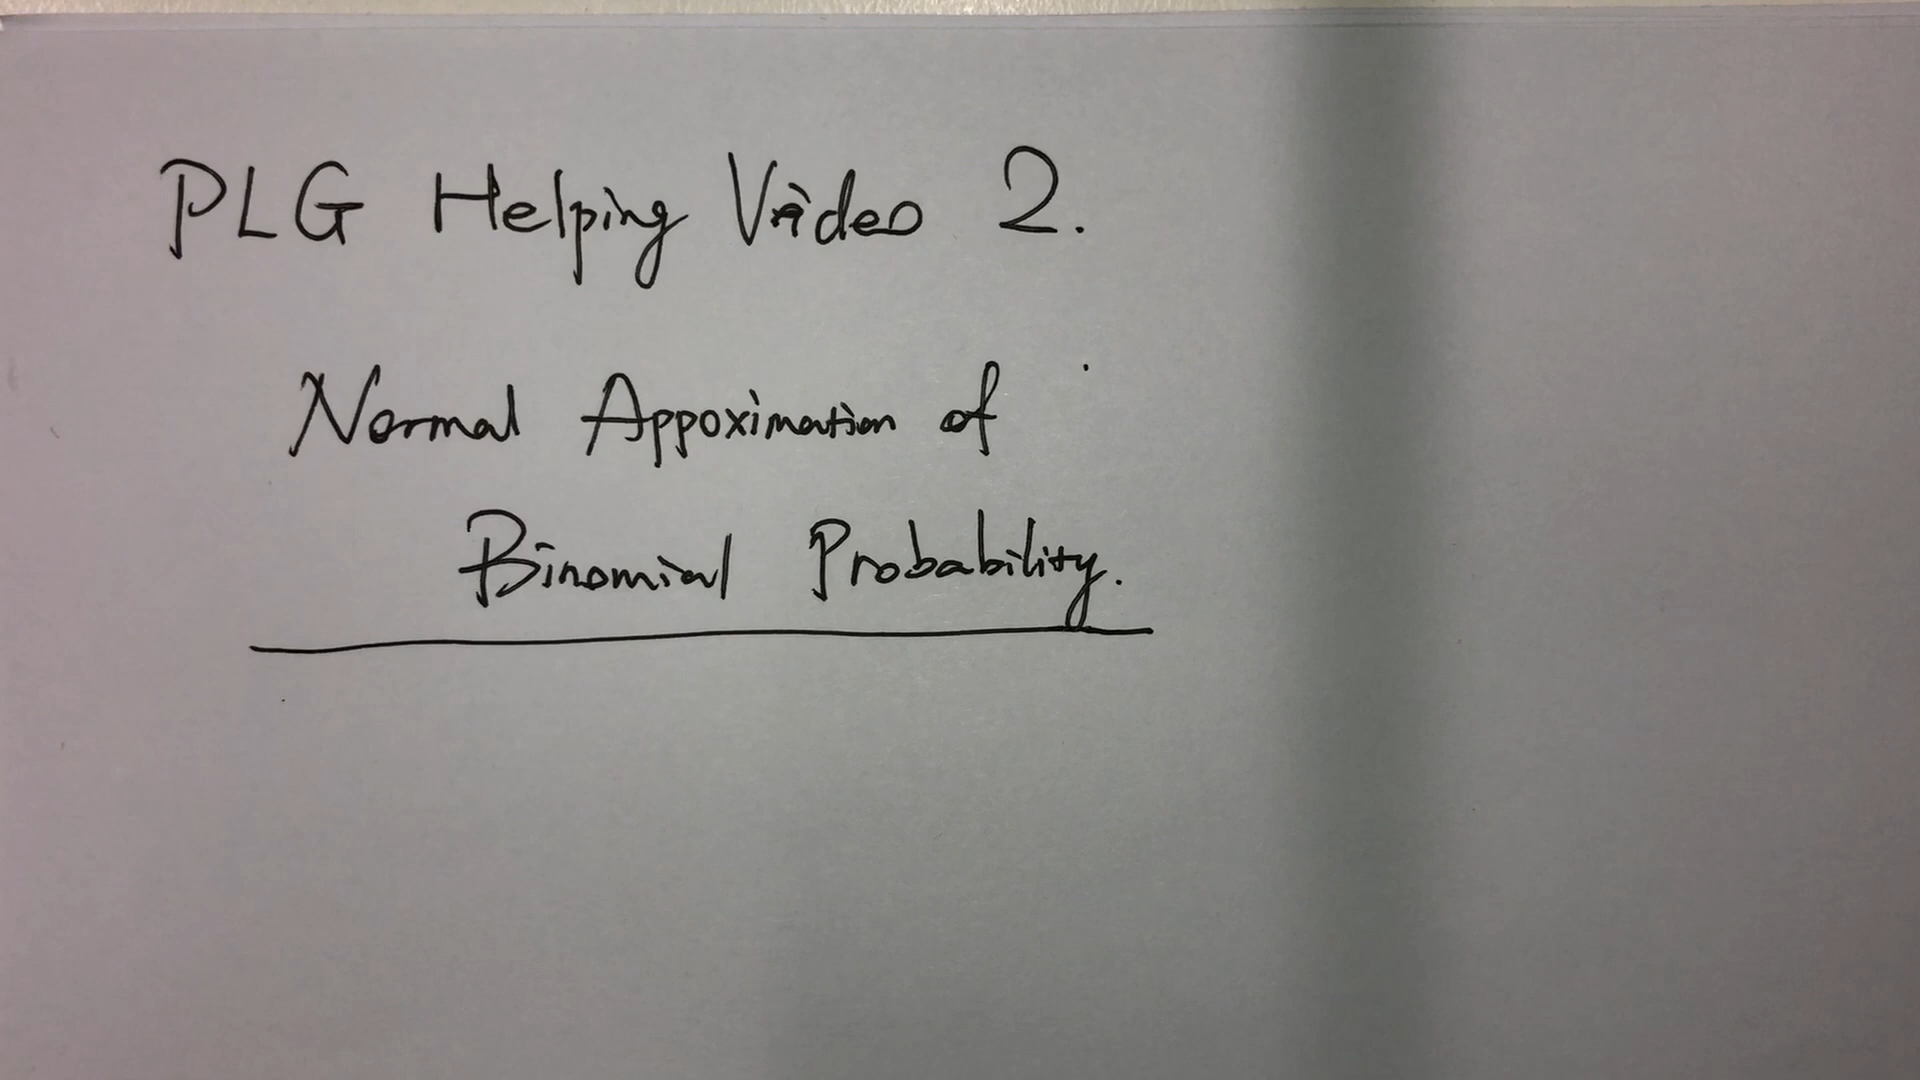 PLG Helping Video 2.
Normal Appoximation of
Binomial Probability.